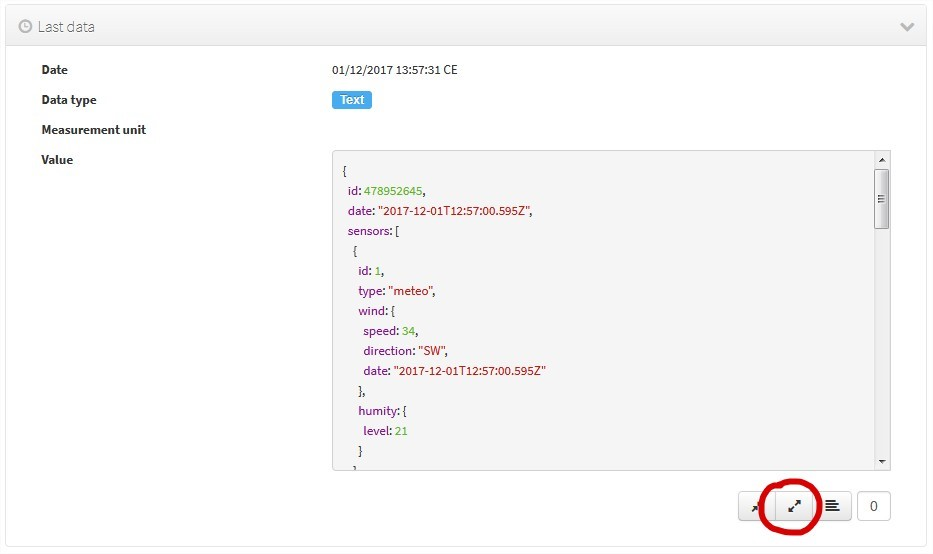 Last data
Date 01/12/2017 13:57:31 CE
Data type Text
Measurement unit
Value
{
id: 478952645,
date: "2017-12-01T12:57:00.595Z",
sensors: [
{
id: 1,
type: "meteo",
wind: {
speed: 34,
direction: "SW",
date: "2017-12-01T12:57:00.595Z"
},
humity: {
level: 21
}
0